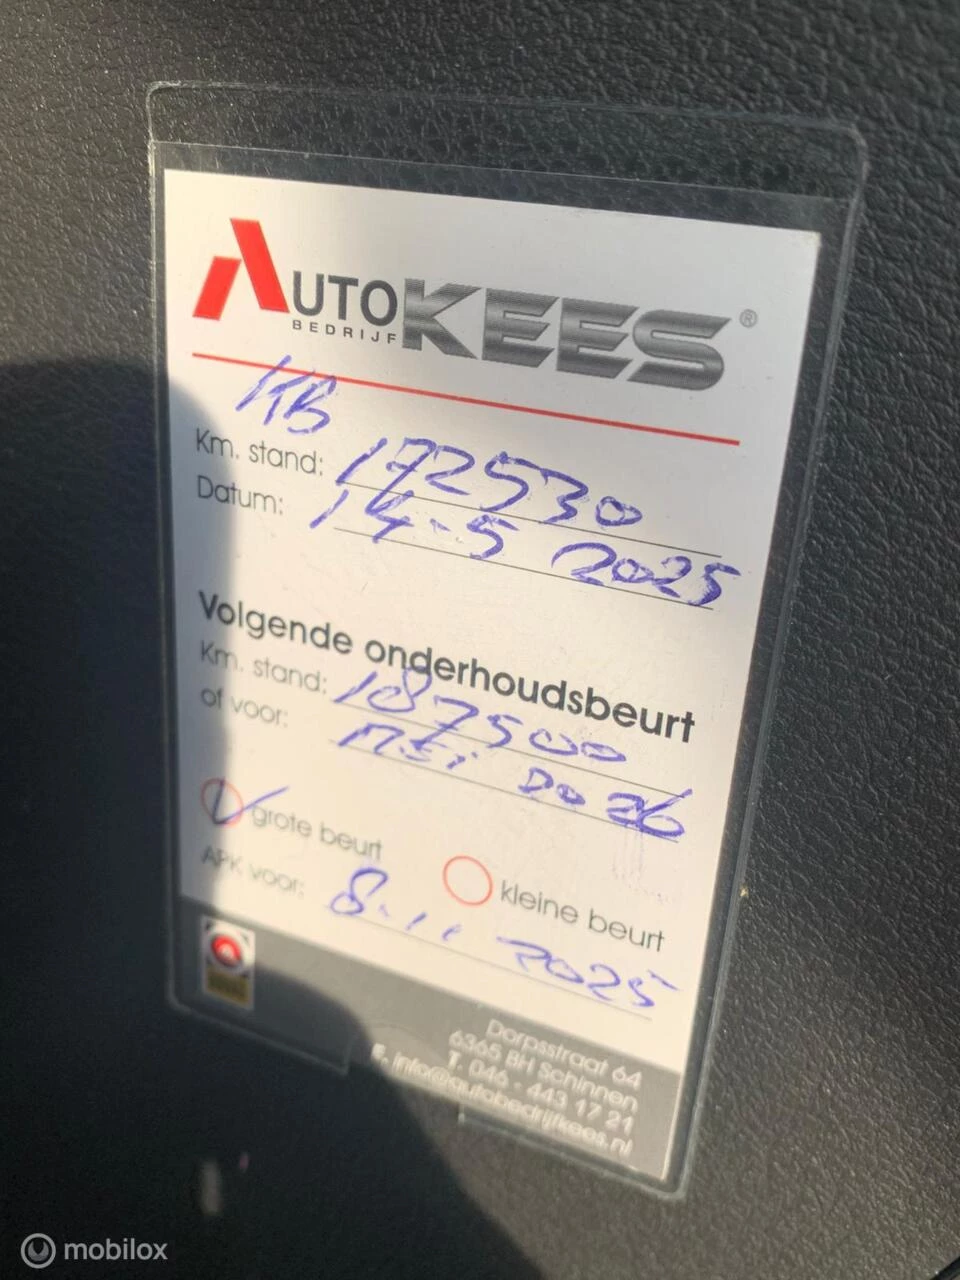 AUTO KEES®
BEDRIJF
KB
Km. stand: 172530
Datum: 14-5 2025
Volgende onderhoudsbeurt
Km. stand: 187500
of voor: Mei 2026
grote beurt
kleine beurt
APK voor: 8-11 2025
Dorpsstraat 64
6365 BH Schinnen
T. 046 - 443 17 21
E. info@autobedrijfkees.nl
mobilox